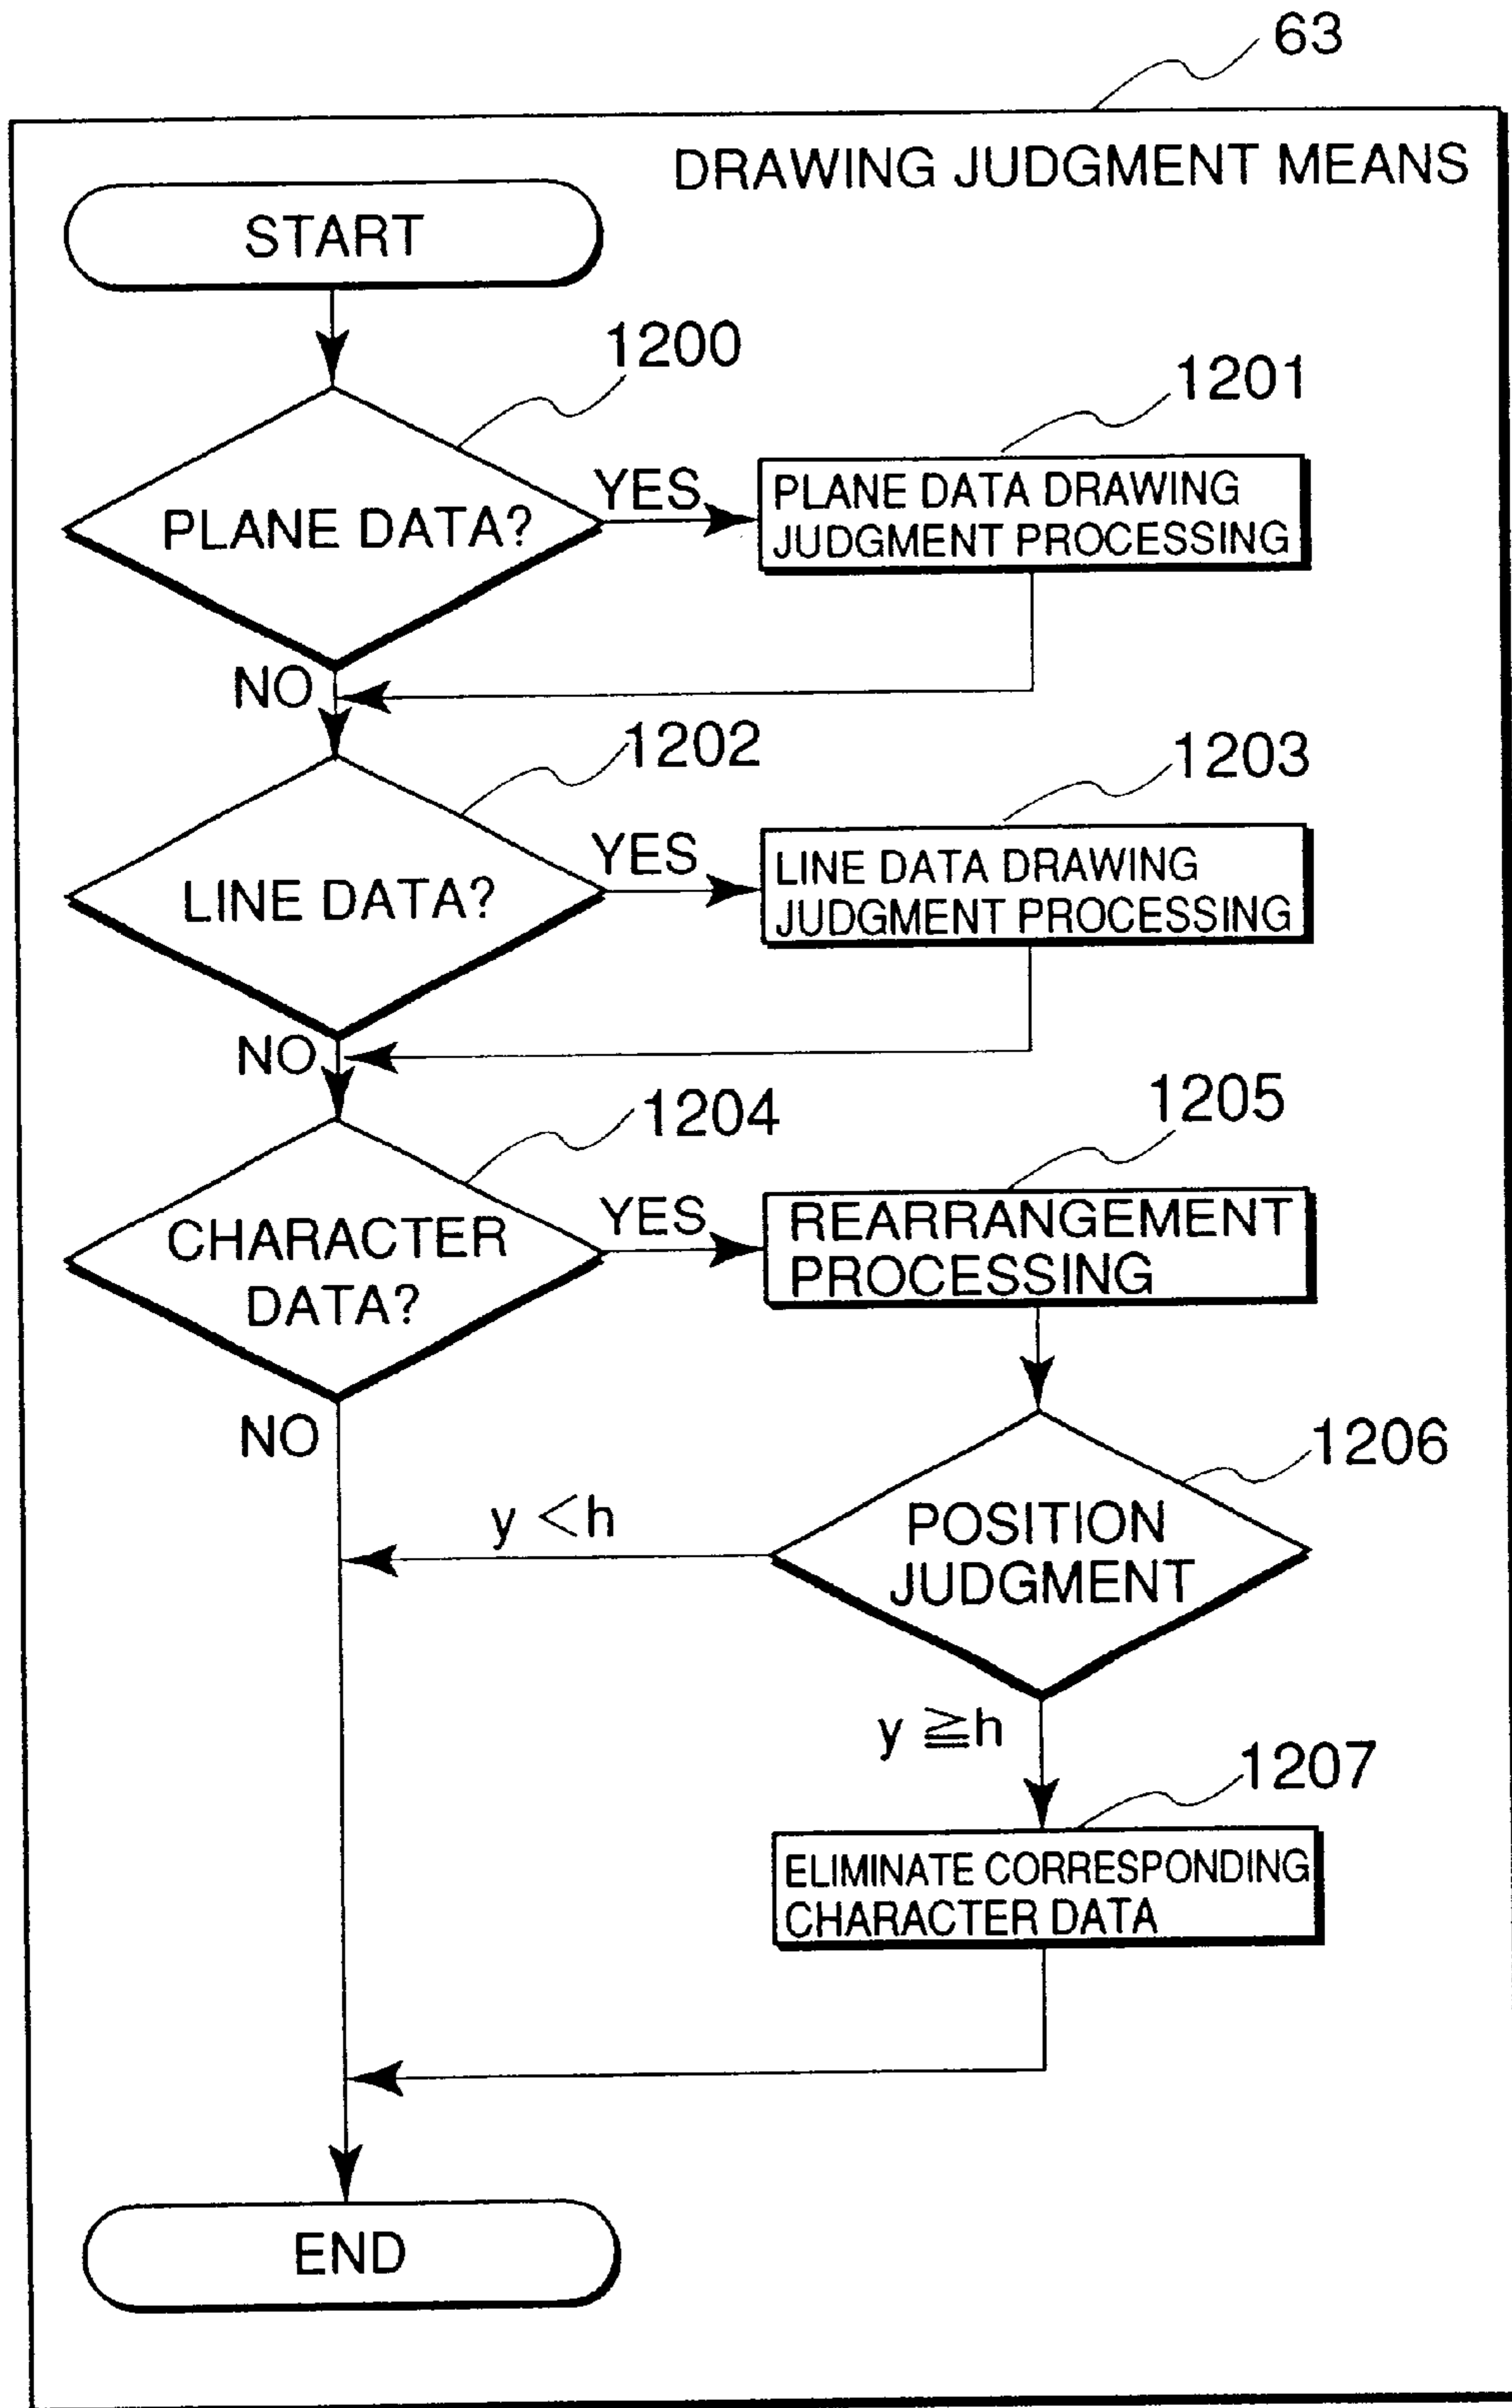 63
DRAWING JUDGMENT MEANS
START
1200
1201
PLANE DATA?
YES
PLANE DATA DRAWING
JUDGMENT PROCESSING
NO
1202
1203
LINE DATA?
YES
LINE DATA DRAWING
JUDGMENT PROCESSING
NO
1204
1205
CHARACTER
DATA?
YES
REARRANGEMENT
PROCESSING
NO
1206
y <h
POSITION
JUDGMENT
y ≧h
1207
ELIMINATE CORRESPONDING
CHARACTER DATA
END